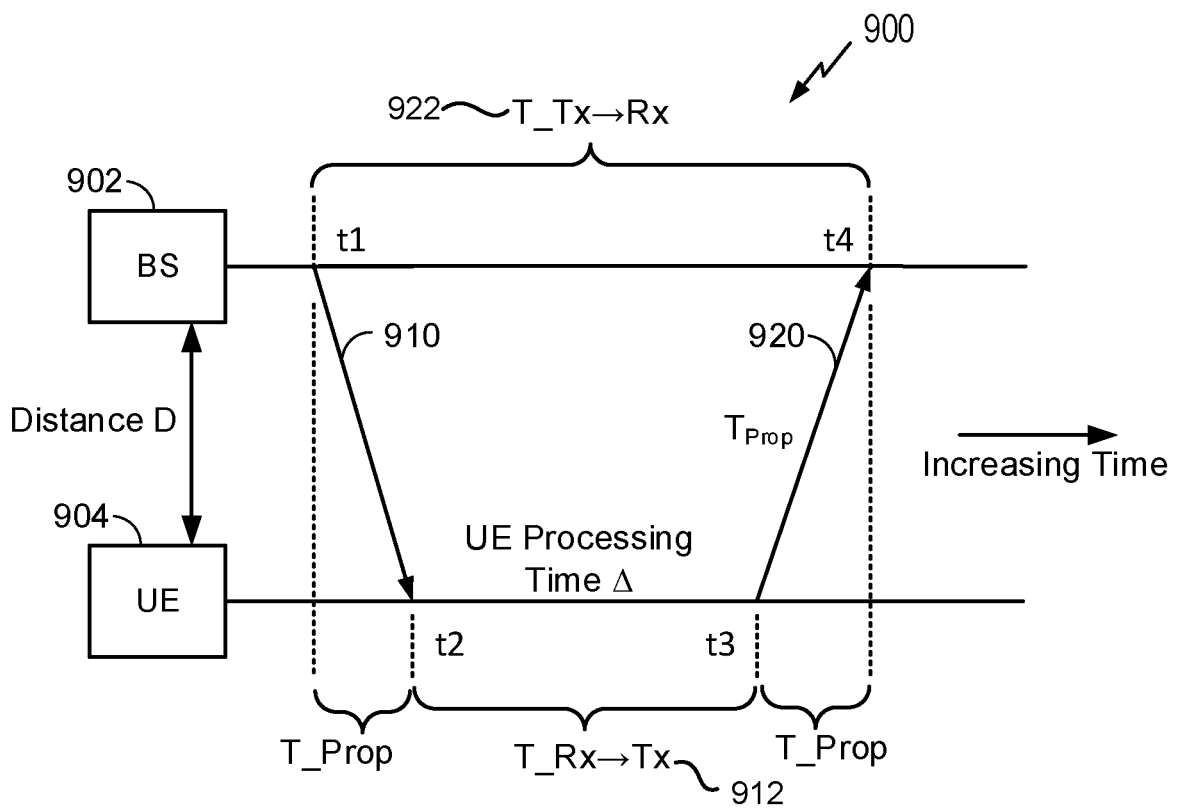 900
922 T_Tx→Rx
902
BS
t1
t4
910
920
Distance D
T_Prop
Increasing Time
904
UE
UE Processing
Time Δ
t2
t3
T_Prop
T_Rx→Tx
T_Prop
912